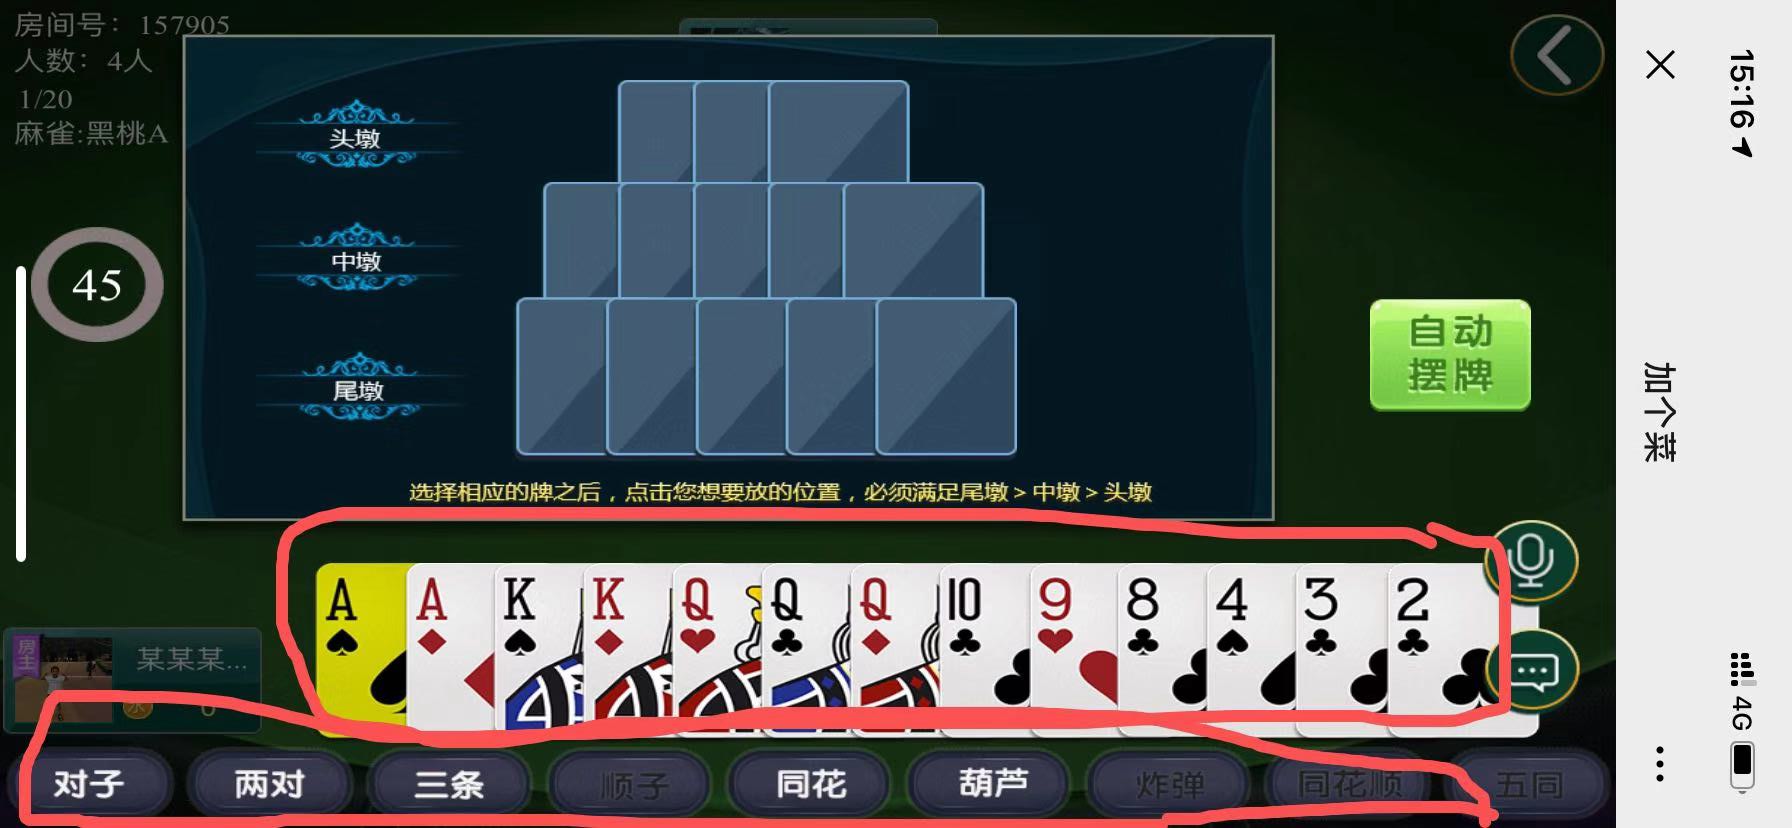 房间号：157905
人数：4人
1/20
麻雀:黑桃A
头墩
中墩
尾墩
45
自动
摆牌
选择相应的牌之后，点击您想要放的位置，必须满足尾墩>中墩>头墩
A A K K Q Q Q 10 9 8 4 3 2
房主
某某某...
0
对子 两对 三条 顺子 同花 葫芦 炸弹 同花顺 五同
15:16
加个菜
4G